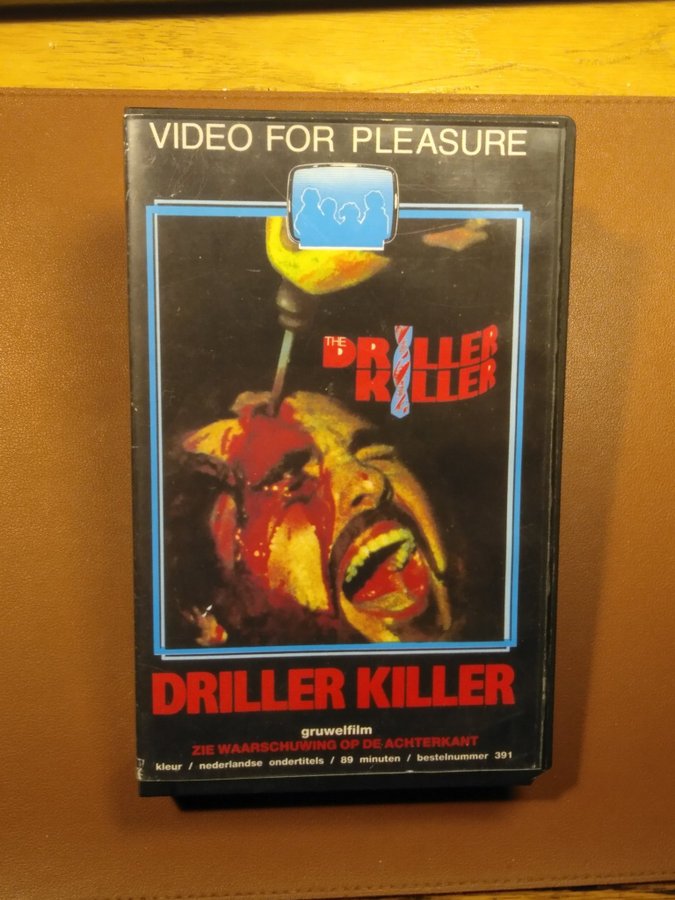 VIDEO FOR PLEASURE
THE DRILLER
KILLER
DRILLER KILLER
gruwelfilm
ZIE WAARSCHUWING OP DE ACHTERKANT
kleur / nederlandse ondertitels / 89 minuten / bestelnummer 391